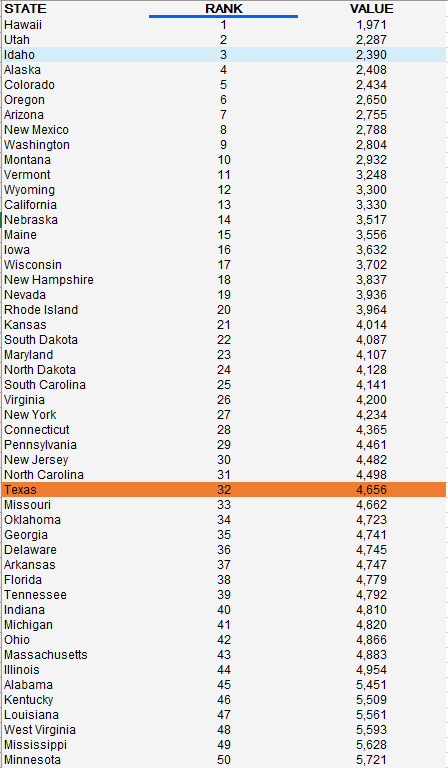 STATE RANK VALUE
Hawaii 1 1,971
Utah 2 2,287
Idaho 3 2,390
Alaska 4 2,408
Colorado 5 2,434
Oregon 6 2,650
Arizona 7 2,755
New Mexico 8 2,788
Washington 9 2,804
Montana 10 2,932
Vermont 11 3,248
Wyoming 12 3,300
California 13 3,330
Nebraska 14 3,517
Maine 15 3,556
Iowa 16 3,632
Wisconsin 17 3,702
New Hampshire 18 3,837
Nevada 19 3,936
Rhode Island 20 3,964
Kansas 21 4,014
South Dakota 22 4,087
Maryland 23 4,107
North Dakota 24 4,128
South Carolina 25 4,141
Virginia 26 4,200
New York 27 4,234
Connecticut 28 4,365
Pennsylvania 29 4,461
New Jersey 30 4,482
North Carolina 31 4,498
Texas 32 4,656
Missouri 33 4,662
Oklahoma 34 4,723
Georgia 35 4,741
Delaware 36 4,745
Arkansas 37 4,747
Florida 38 4,779
Tennessee 39 4,792
Indiana 40 4,810
Michigan 41 4,820
Ohio 42 4,866
Massachusetts 43 4,883
Illinois 44 4,954
Alabama 45 5,451
Kentucky 46 5,509
Louisiana 47 5,561
West Virginia 48 5,593
Mississippi 49 5,628
Minnesota 50 5,721